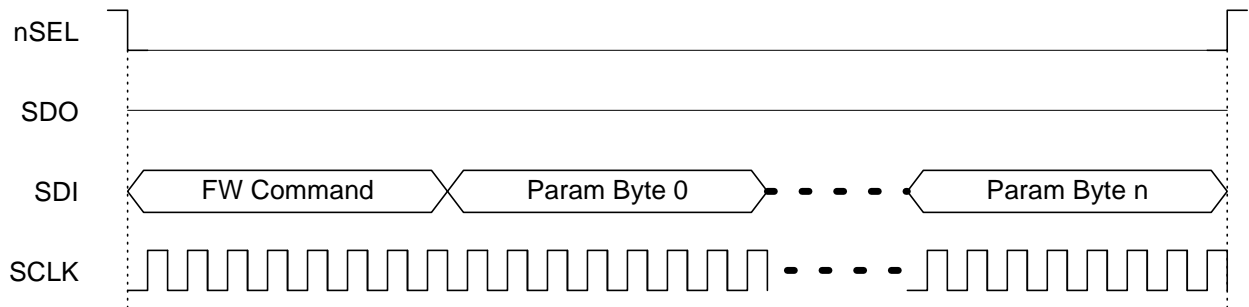 nSEL
SDO
SDI FW Command Param Byte 0 Param Byte n
SCLK